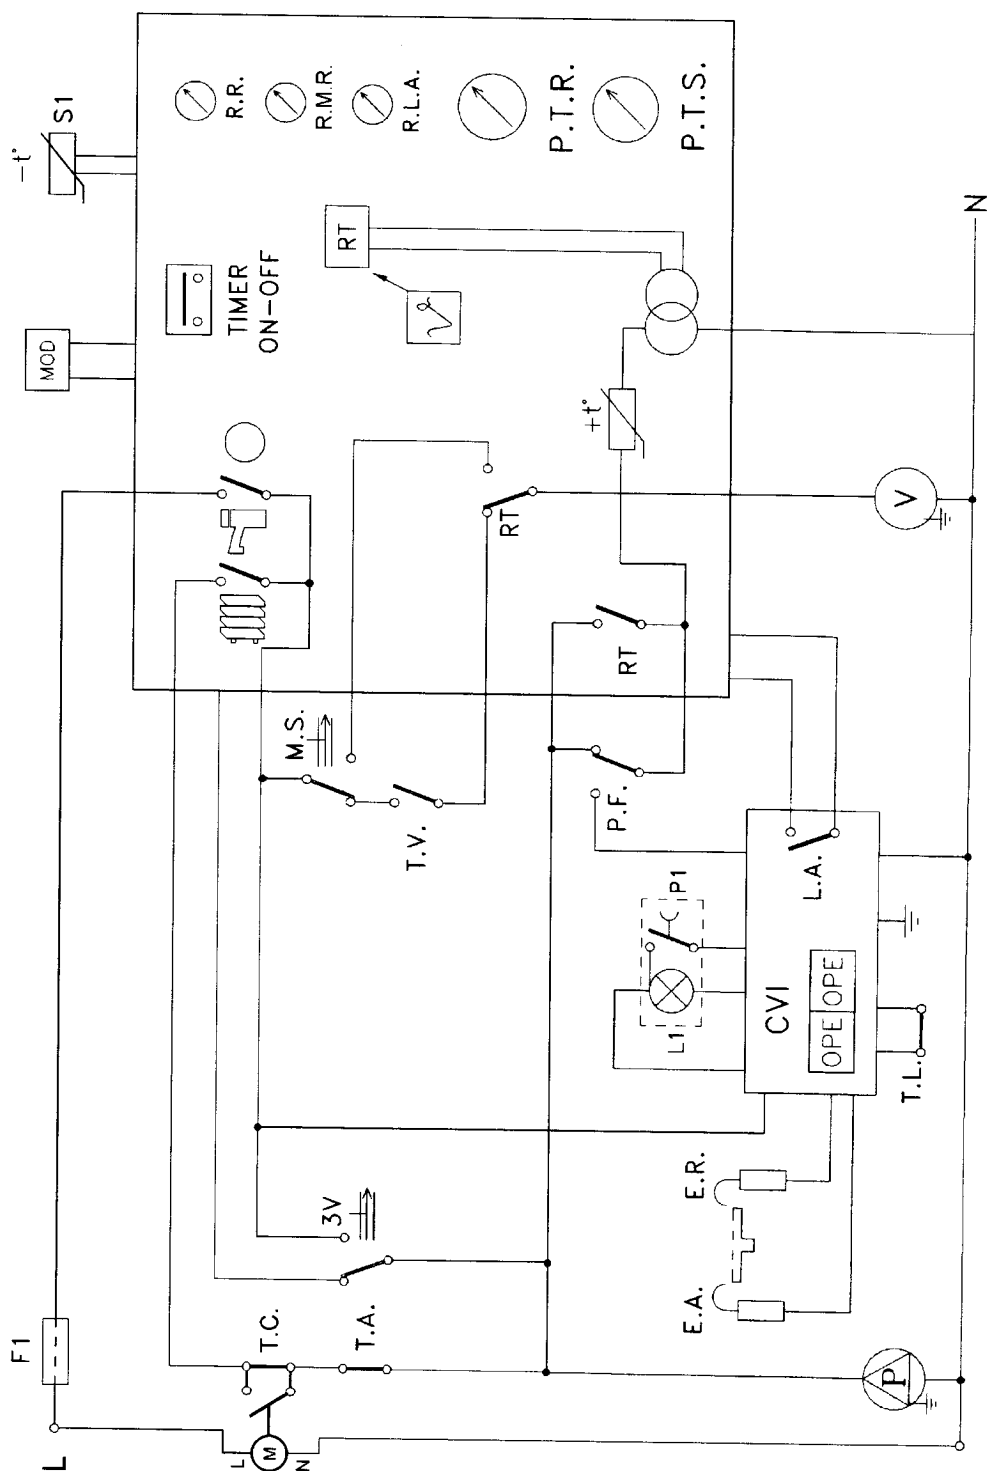 -t°
S1
MOD
R.R.
R.M.R.
R.L.A.
P.T.R.
P.T.S.
TIMER
ON-OFF
RT
+t°
RT
RT
N
V
M.S.
T.V.
P.F.
L.A.
P1
L1
CVI
OPE OPE
T.L.
3V
E.R.
E.A.
F1
T.C.
T.A.
L
L
M
N
P